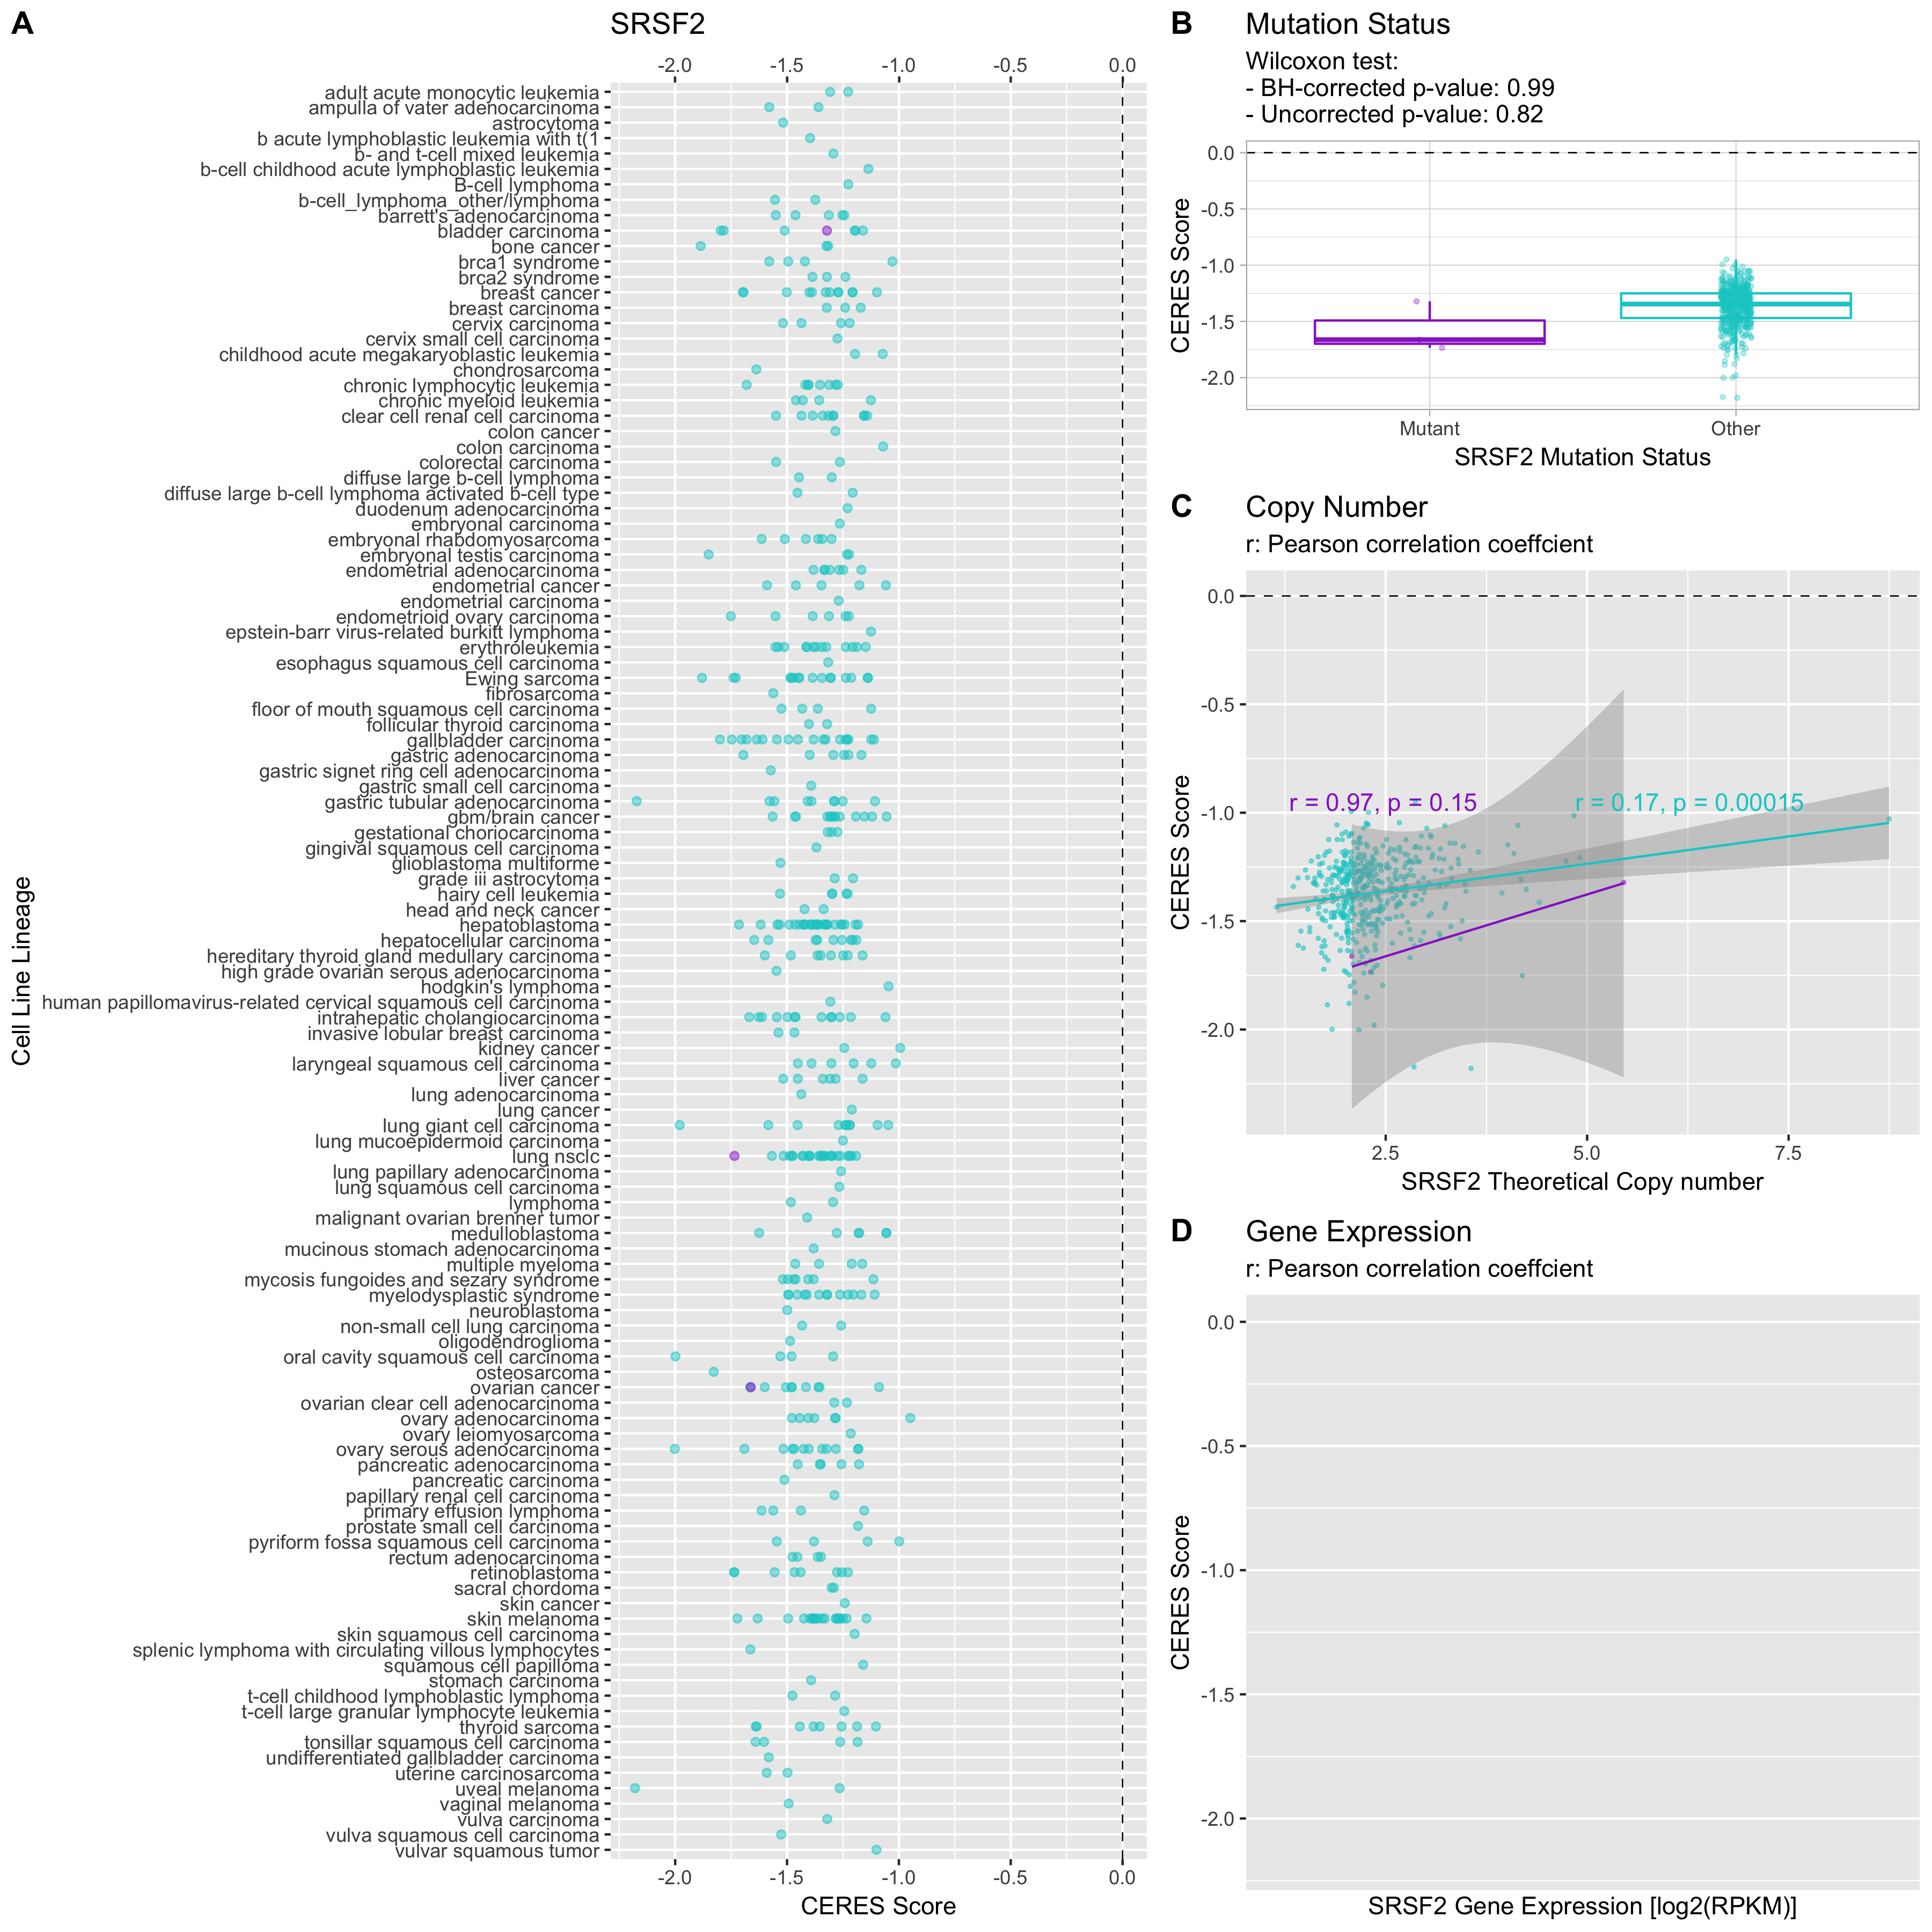 A
SRSF2
-2.0 -1.5 -1.0 -0.5 0.0
Cell Line Lineage
adult acute monocytic leukemia
ampulla of vater adenocarcinoma
astrocytoma
b acute lymphoblastic leukemia with t(1
b- and t-cell mixed leukemia
b-cell childhood acute lymphoblastic leukemia
B-cell lymphoma
b-cell_lymphoma_other/lymphoma
barrett's adenocarcinoma
bladder carcinoma
bone cancer
brca1 syndrome
brca2 syndrome
breast cancer
breast carcinoma
cervix carcinoma
cervix small cell carcinoma
childhood acute megakaryoblastic leukemia
chondrosarcoma
chronic lymphocytic leukemia
chronic myeloid leukemia
clear cell renal cell carcinoma
colon cancer
colon carcinoma
colorectal carcinoma
diffuse large b-cell lymphoma
diffuse large b-cell lymphoma activated b-cell type
duodenum adenocarcinoma
embryonal carcinoma
embryonal rhabdomyosarcoma
embryonal testis carcinoma
endometrial adenocarcinoma
endometrial cancer
endometrial carcinoma
endometrioid ovary carcinoma
epstein-barr virus-related burkitt lymphoma
erythroleukemia
esophagus squamous cell carcinoma
Ewing sarcoma
fibrosarcoma
floor of mouth squamous cell carcinoma
follicular thyroid carcinoma
gallbladder carcinoma
gastric adenocarcinoma
gastric signet ring cell adenocarcinoma
gastric small cell carcinoma
gastric tubular adenocarcinoma
gbm/brain cancer
gestational choriocarcinoma
gingival squamous cell carcinoma
glioblastoma multiforme
grade iii astrocytoma
hairy cell leukemia
head and neck cancer
hepatoblastoma
hepatocellular carcinoma
hereditary thyroid gland medullary carcinoma
high grade ovarian serous adenocarcinoma
hodgkin's lymphoma
human papillomavirus-related cervical squamous cell carcinoma
intrahepatic cholangiocarcinoma
invasive lobular breast carcinoma
kidney cancer
laryngeal squamous cell carcinoma
liver cancer
lung adenocarcinoma
lung cancer
lung giant cell carcinoma
lung mucoepidermoid carcinoma
lung nsclc
lung papillary adenocarcinoma
lung squamous cell carcinoma
lymphoma
malignant ovarian brenner tumor
medulloblastoma
mucinous stomach adenocarcinoma
multiple myeloma
mycosis fungoides and sezary syndrome
myelodysplastic syndrome
neuroblastoma
non-small cell lung carcinoma
oligodendroglioma
oral cavity squamous cell carcinoma
osteosarcoma
ovarian cancer
ovarian clear cell adenocarcinoma
ovary adenocarcinoma
ovary leiomyosarcoma
ovary serous adenocarcinoma
pancreatic adenocarcinoma
pancreatic carcinoma
papillary renal cell carcinoma
primary effusion lymphoma
prostate small cell carcinoma
pyriform fossa squamous cell carcinoma
rectum adenocarcinoma
retinoblastoma
sacral chordoma
skin cancer
skin melanoma
skin squamous cell carcinoma
splenic lymphoma with circulating villous lymphocytes
squamous cell papilloma
stomach carcinoma
t-cell childhood lymphoblastic lymphoma
t-cell large granular lymphocyte leukemia
thyroid sarcoma
tonsillar squamous cell carcinoma
undifferentiated gallbladder carcinoma
uterine carcinosarcoma
uveal melanoma
vaginal melanoma
vulva carcinoma
vulva squamous cell carcinoma
vulvar squamous tumor
-2.0 -1.5 -1.0 -0.5 0.0
CERES Score
B
Mutation Status
Wilcoxon test:
- BH-corrected p-value: 0.99
- Uncorrected p-value: 0.82
CERES Score
0.0
-0.5
-1.0
-1.5
-2.0
Mutant Other
SRSF2 Mutation Status
C
Copy Number
r: Pearson correlation coeffcient
CERES Score
0.0
-0.5
-1.0
-1.5
-2.0
r = 0.97, p = 0.15 r = 0.17, p = 0.00015
2.5 5.0 7.5
SRSF2 Theoretical Copy number
D
Gene Expression
r: Pearson correlation coeffcient
CERES Score
0.0
-0.5
-1.0
-1.5
-2.0
SRSF2 Gene Expression [log2(RPKM)]